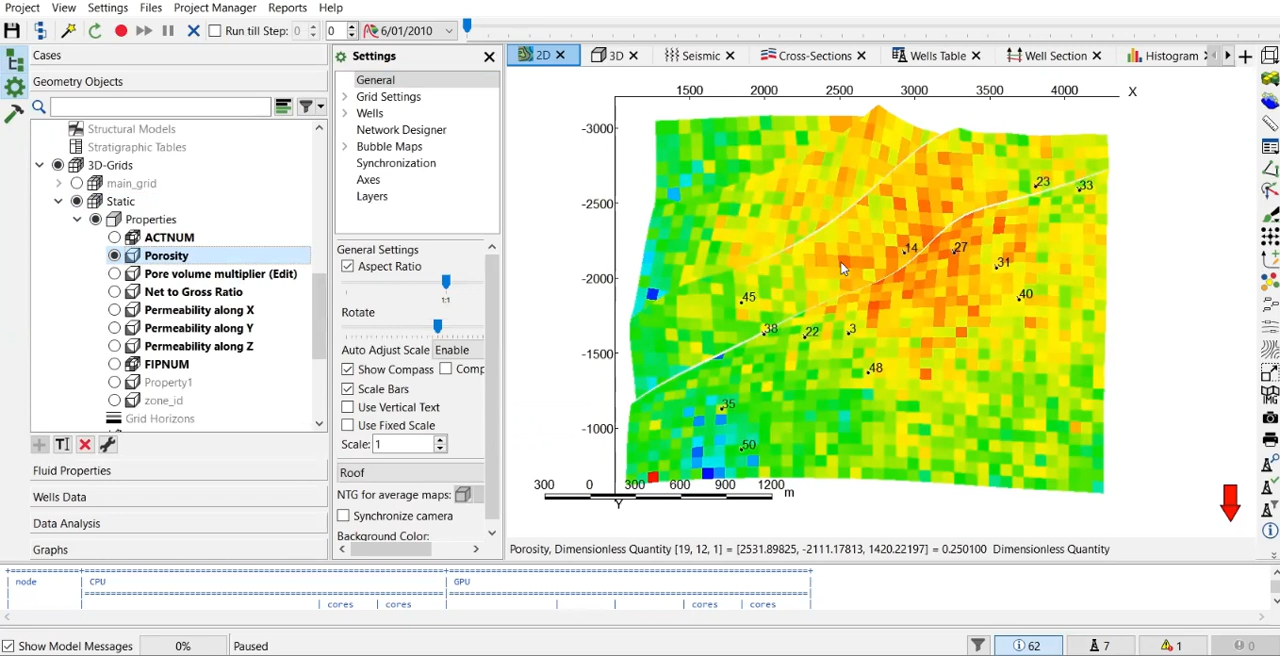 Project View Settings Files Project Manager Reports Help
Run till Step: 0 0 6/01/2010
Cases
Geometry Objects
Structural Models
Stratigraphic Tables
3D-Grids
main_grid
Static
Properties
ACTNUM
Porosity
Pore volume multiplier (Edit)
Net to Gross Ratio
Permeability along X
Permeability along Y
Permeability along Z
FIPNUM
Property1
zone_id
Grid Horizons
Fluid Properties
Wells Data
Data Analysis
Graphs
Settings
General
Grid Settings
Wells
Network Designer
Bubble Maps
Synchronization
Axes
Layers
General Settings
Aspect Ratio
1:1
Rotate
Auto Adjust Scale Enable
Show Compass Comp
Scale Bars
Use Vertical Text
Use Fixed Scale
Scale: 1
Roof
NTG for average maps:
Synchronize camera
Background Color:
2D 3D Seismic Cross-Sections Wells Table Well Section Histogram
1500 2000 2500 3000 3500 4000 X
-3000
-2500
-2000
-1500
-1000
23
33
14
27
31
40
45
38
22
3
48
35
50
300 0 300 600 900 1200 m
Y
Porosity, Dimensionless Quantity [19, 12, 1] = [2531.89825, -2111.17813, 1420.22197] = 0.250100 Dimensionless Quantity
node CPU GPU
cores cores cores cores
Show Model Messages 0% Paused 62 7 1 0